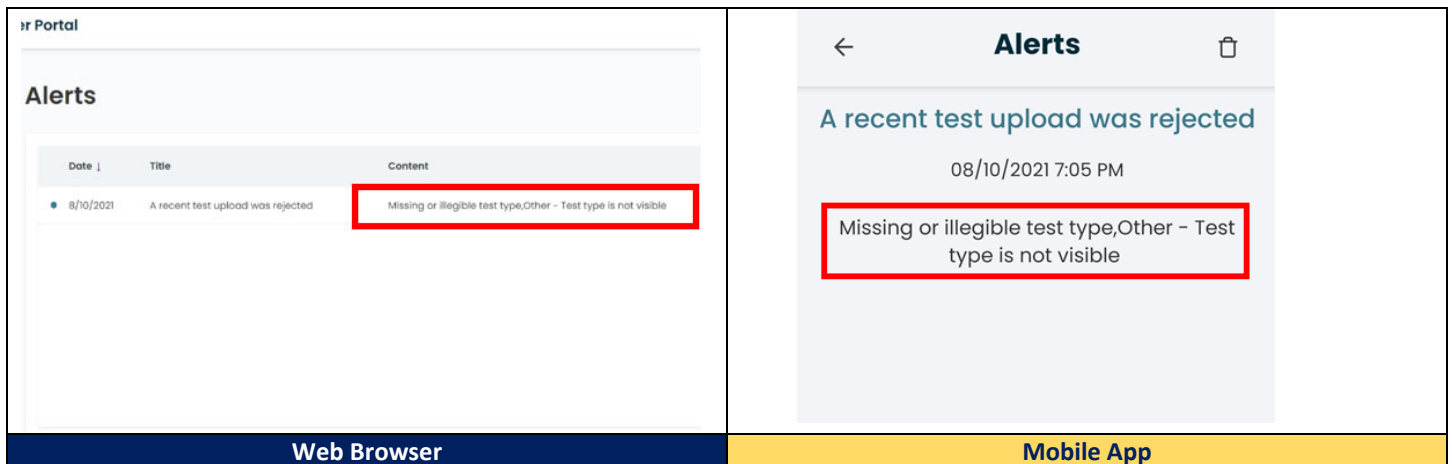 er Portal
Alerts
Date ↓ Title Content
8/10/2021 A recent test upload was rejected Missing or illegible test type,Other - Test type is not visible
Web Browser
Alerts
A recent test upload was rejected
08/10/2021 7:05 PM
Missing or illegible test type,Other - Test
type is not visible
Mobile App